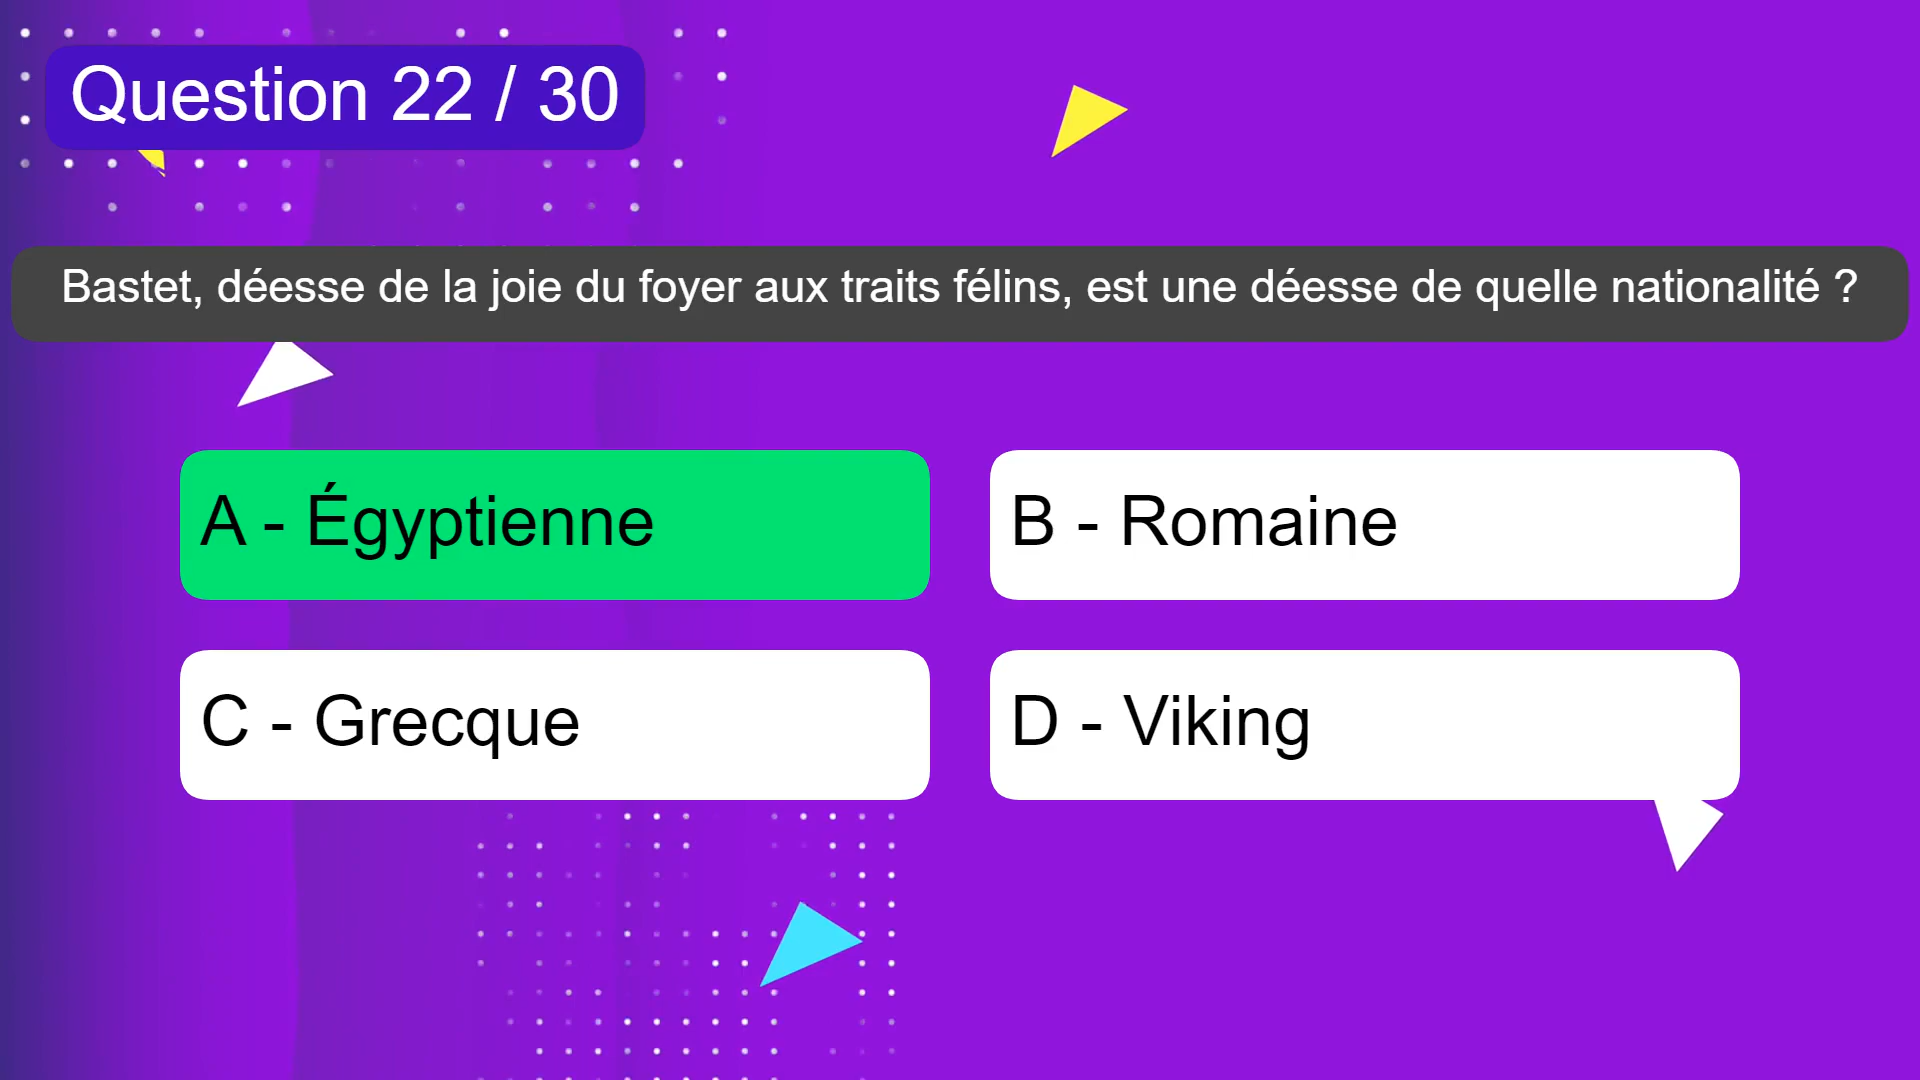 Question 22 / 30
Bastet, déesse de la joie du foyer aux traits félins, est une déesse de quelle nationalité ?
A - Égyptienne
B - Romaine
C - Grecque
D - Viking